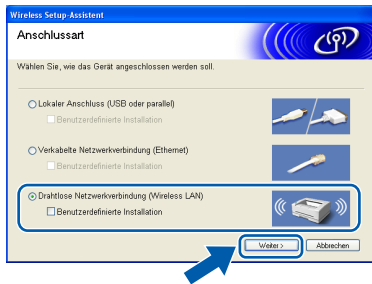 Wireless Setup-Assistent
Anschlussart
Wählen Sie, wie das Gerät angeschlossen werden soll.
Lokaler Anschluss (USB oder parallel)
Benutzerdefinierte Installation
Verkabelte Netzwerkverbindung (Ethernet)
Benutzerdefinierte Installation
Drahtlose Netzwerkverbindung (Wireless LAN)
Benutzerdefinierte Installation
Weiter >
Abbrechen